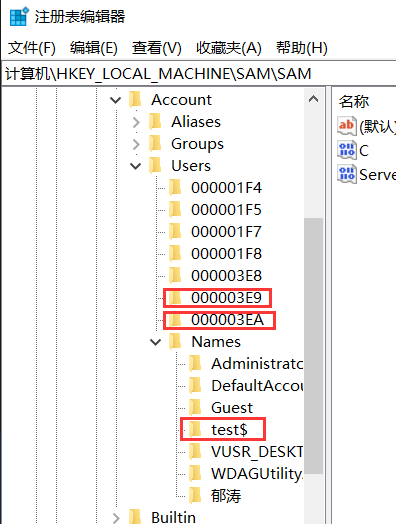 注册表编辑器
文件(F) 编辑(E) 查看(V) 收藏夹(A) 帮助(H)
计算机\HKEY_LOCAL_MACHINE\SAM\SAM
名称
Account
Aliases
(默认)
Groups
C
Users
Serve
000001F4
000001F5
000001F7
000001F8
000003E8
000003E9
000003EA
Names
Administrato
DefaultAccou
Guest
test$
VUSR_DESKT
WDAGUtility
郁涛
Builtin